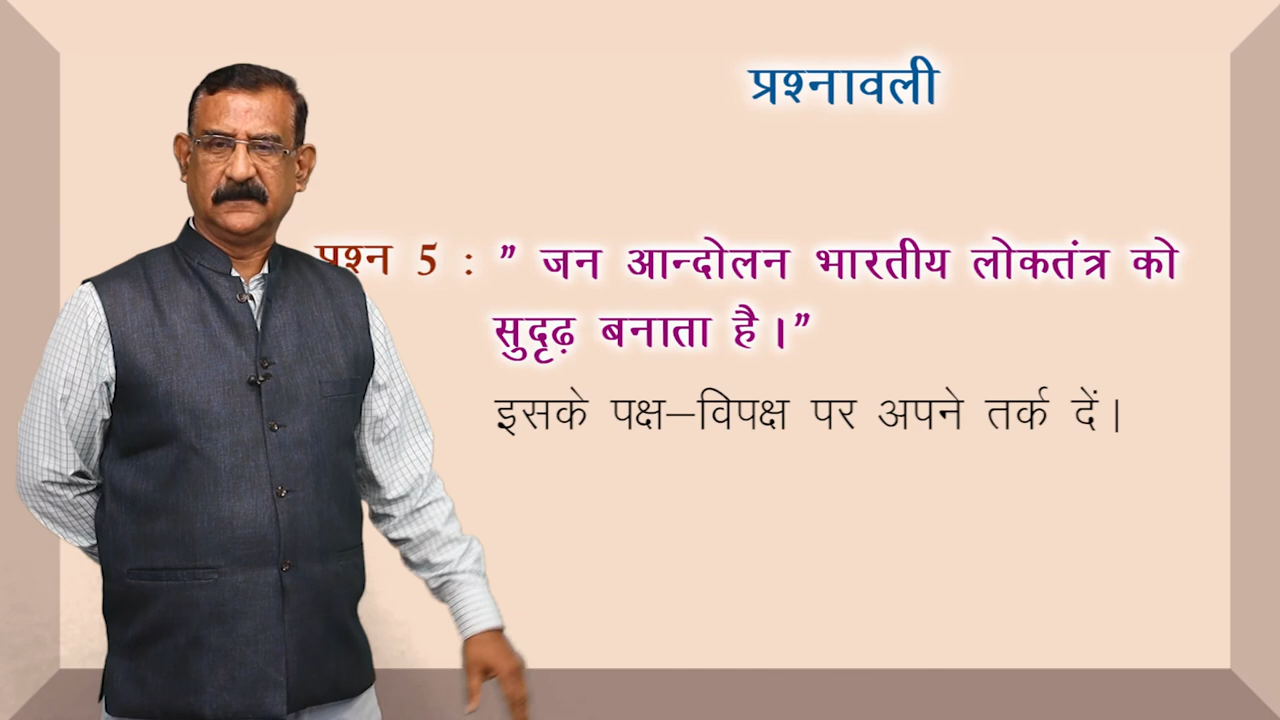 प्रश्नावली
प्रश्न 5 : ” जन आन्दोलन भारतीय लोकतंत्र को
सुदृढ़ बनाता है।”
इसके पक्ष–विपक्ष पर अपने तर्क दें।